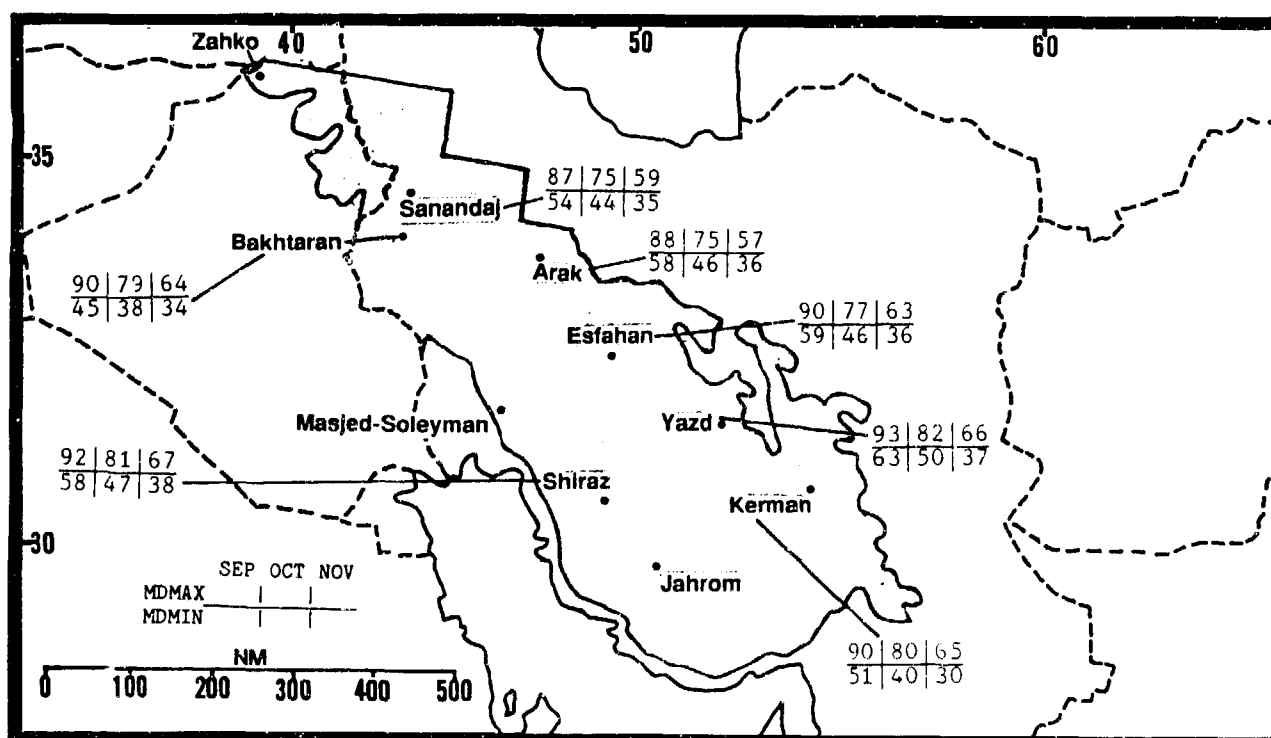 Zahko
40
50
60
35
87|75|59
54|44|35
Sanandaj
Bakhtaran
88|75|57
58|46|36
Arak
90|79|64
45|38|34
90|77|63
59|46|36
Esfahan
Masjed-Soleyman
Yazd
93|82|66
63|50|37
92|81|67
58|47|38
Shiraz
Kerman
30
SEP OCT NOV
MDMAX
MDMIN
Jahrom
90|80|65
51|40|30
NM
0 100 200 300 400 500